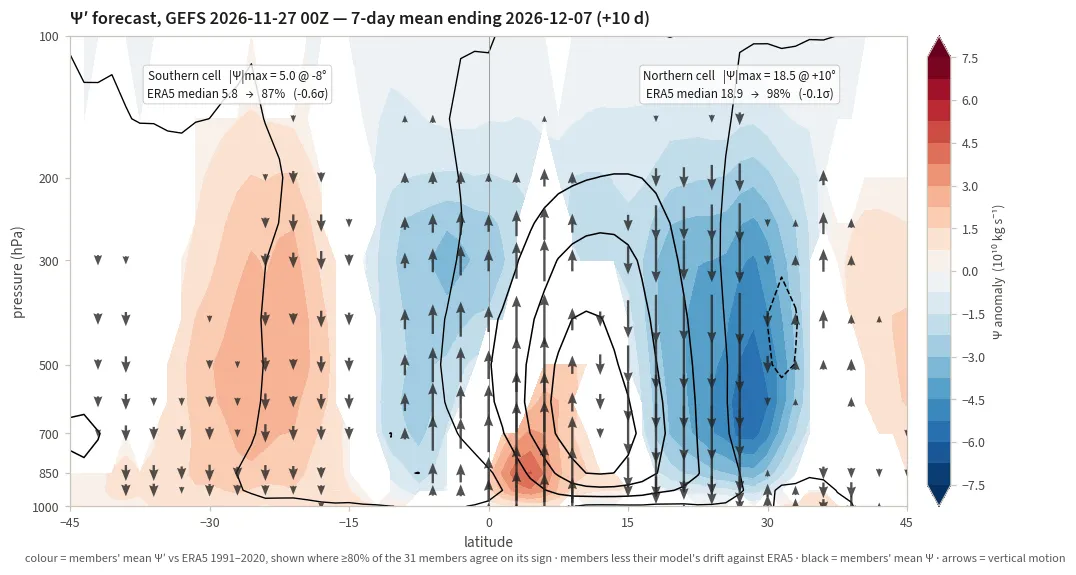 Ψ′ forecast, GEFS 2026-11-27 00Z — 7-day mean ending 2026-12-07 (+10 d)
100
200
300
400
500
700
850
1000
pressure (hPa)
Southern cell |Ψ|max = 5.0 @ -8°
ERA5 median 5.8 → 87% (-0.6σ)
Northern cell |Ψ|max = 18.5 @ +10°
ERA5 median 18.9 → 98% (-0.1σ)
−45
−30
−15
0
15
30
45
latitude
7.5
6.0
4.5
3.0
1.5
0.0
−1.5
−3.0
−4.5
−6.0
−7.5
Ψ anomaly (10¹⁰ kg s⁻¹)
colour = members' mean Ψ′ vs ERA5 1991–2020, shown where ≥80% of the 31 members agree on its sign · members less their model's drift against ERA5 · black = members' mean Ψ · arrows = vertical motion